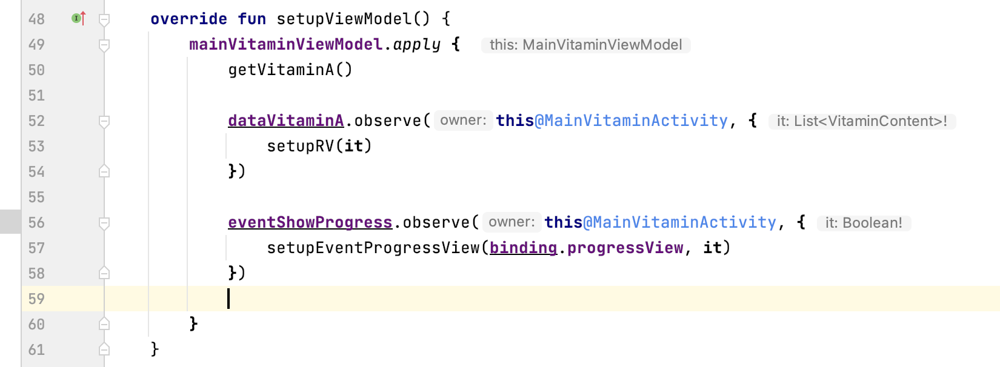 48 I override fun setupViewModel() {
49 mainVitaminViewModel.apply { this: MainVitaminViewModel
50 getVitaminA()
51
52 dataVitaminA.observe( owner: this@MainVitaminActivity, { it: List<VitaminContent>!
53 setupRV(it)
54 })
55
56 eventShowProgress.observe( owner: this@MainVitaminActivity, { it: Boolean!
57 setupEventProgressView(binding.progressView, it)
58 })
59
60 }
61 }